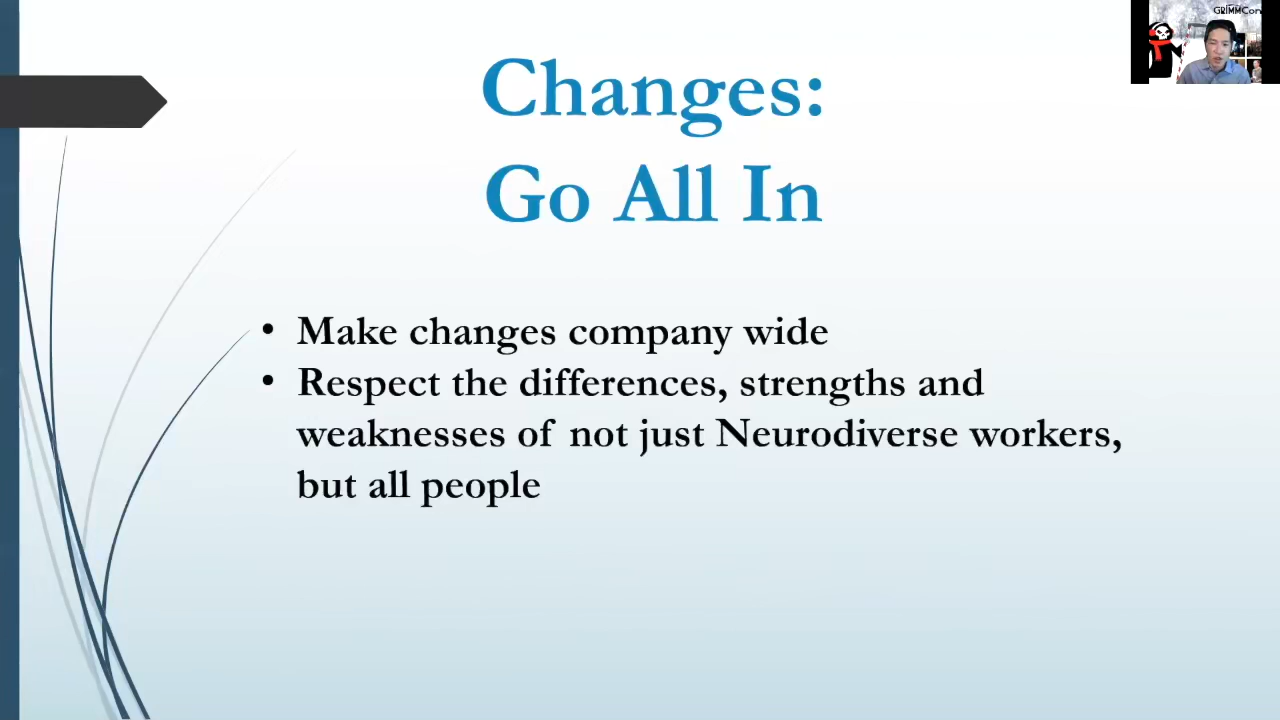 GRIMMCon
Changes:
Go All In
• Make changes company wide
• Respect the differences, strengths and
weaknesses of not just Neurodiverse workers,
but all people